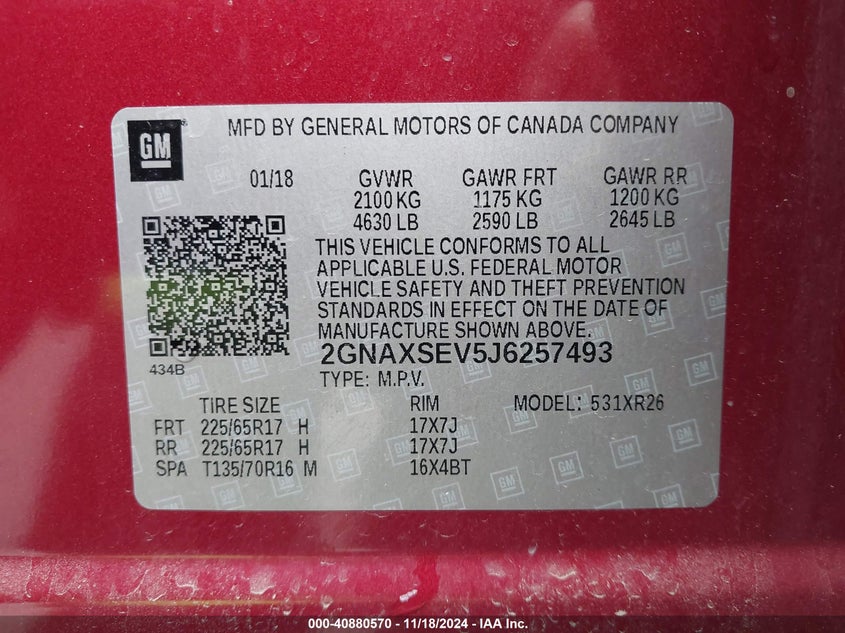 GM
MFD BY GENERAL MOTORS OF CANADA COMPANY
01/18 GVWR GAWR FRT GAWR RR
2100 KG 1175 KG 1200 KG
4630 LB 2590 LB 2645 LB
THIS VEHICLE CONFORMS TO ALL
APPLICABLE U.S. FEDERAL MOTOR
VEHICLE SAFETY AND THEFT PREVENTION
STANDARDS IN EFFECT ON THE DATE OF
MANUFACTURE SHOWN ABOVE.
434B 2GNAXSEV5J6257493
TYPE: M.P.V.
TIRE SIZE RIM MODEL: 531XR26
FRT 225/65R17 H 17X7J
RR 225/65R17 H 17X7J
SPA T135/70R16 M 16X4BT
000-40880570 — 11/18/2024 — IAA Inc.